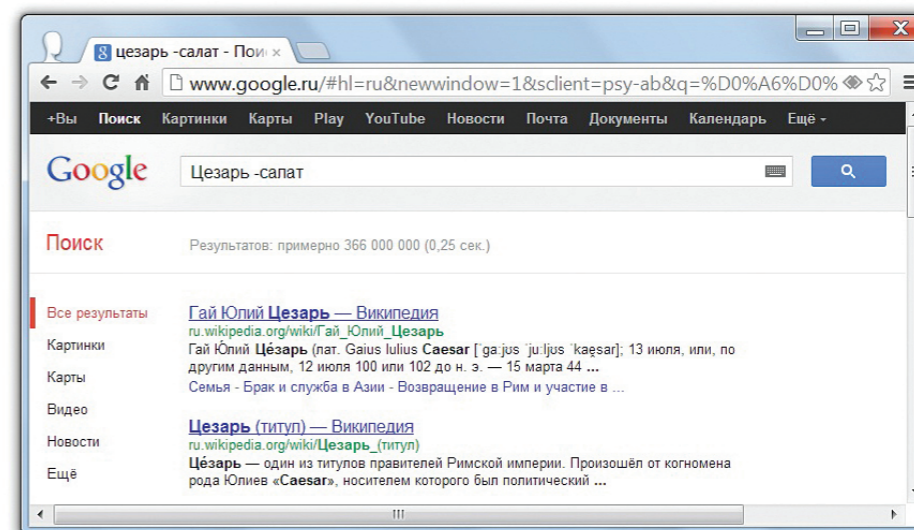 цезарь -салат - Пои
www.google.ru/#hl=ru&newwindow=1&sclient=psy-ab&q=%D0%A6%D0%
+Вы Поиск Картинки Карты Play YouTube Новости Почта Документы Календарь Ещё
Google Цезарь -салат
Поиск Результатов: примерно 366 000 000 (0,25 сек.)
Все результаты
Картинки
Карты
Видео
Новости
Ещё
Гай Юлий Цезарь — Википедия
ru.wikipedia.org/wiki/Гай_Юлий_Цезарь
Гай Ю́лий Це́зарь (лат. Gaius Iulius Caesar [ˈgaːjʊs ˈjuːljʊs ˈkae̯sar]; 13 июля, или, по
другим данным, 12 июля 100 или 102 до н. э. — 15 марта 44 ...
Семья - Брак и служба в Азии - Возвращение в Рим и участие в ...
Цезарь (титул) — Википедия
ru.wikipedia.org/wiki/Цезарь_(титул)
Це́зарь — один из титулов правителей Римской империи. Произошёл от когномена
рода Юлиев «Caesar», носителем которого был политический ...